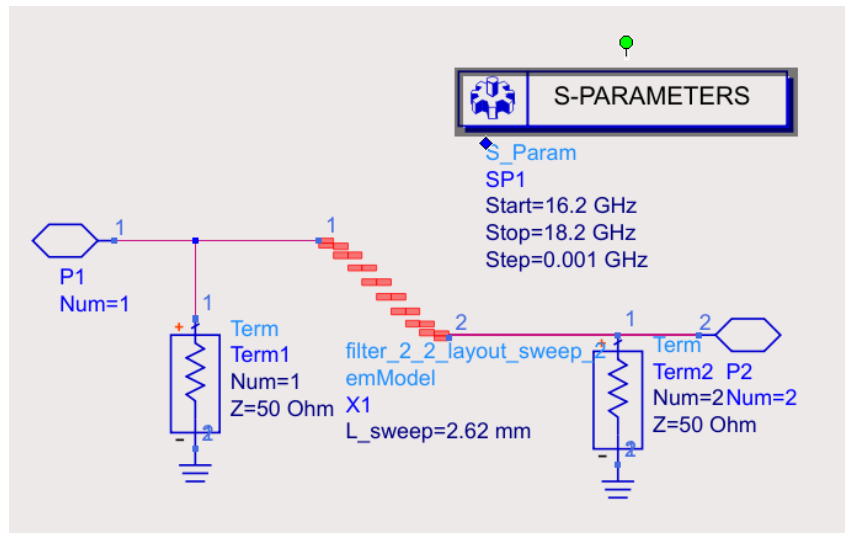 S-PARAMETERS
S_Param
SP1
Start=16.2 GHz
Stop=18.2 GHz
Step=0.001 GHz
1
P1
Num=1
1
1
+
Term
Term1
Num=1
Z=50 Ohm
-
2
2
filter_2_2_layout_sweep_2
emModel
X1
L_sweep=2.62 mm
1
+
Term
Term2
Num=2
Z=50 Ohm
-
2
2
P2
Num=2